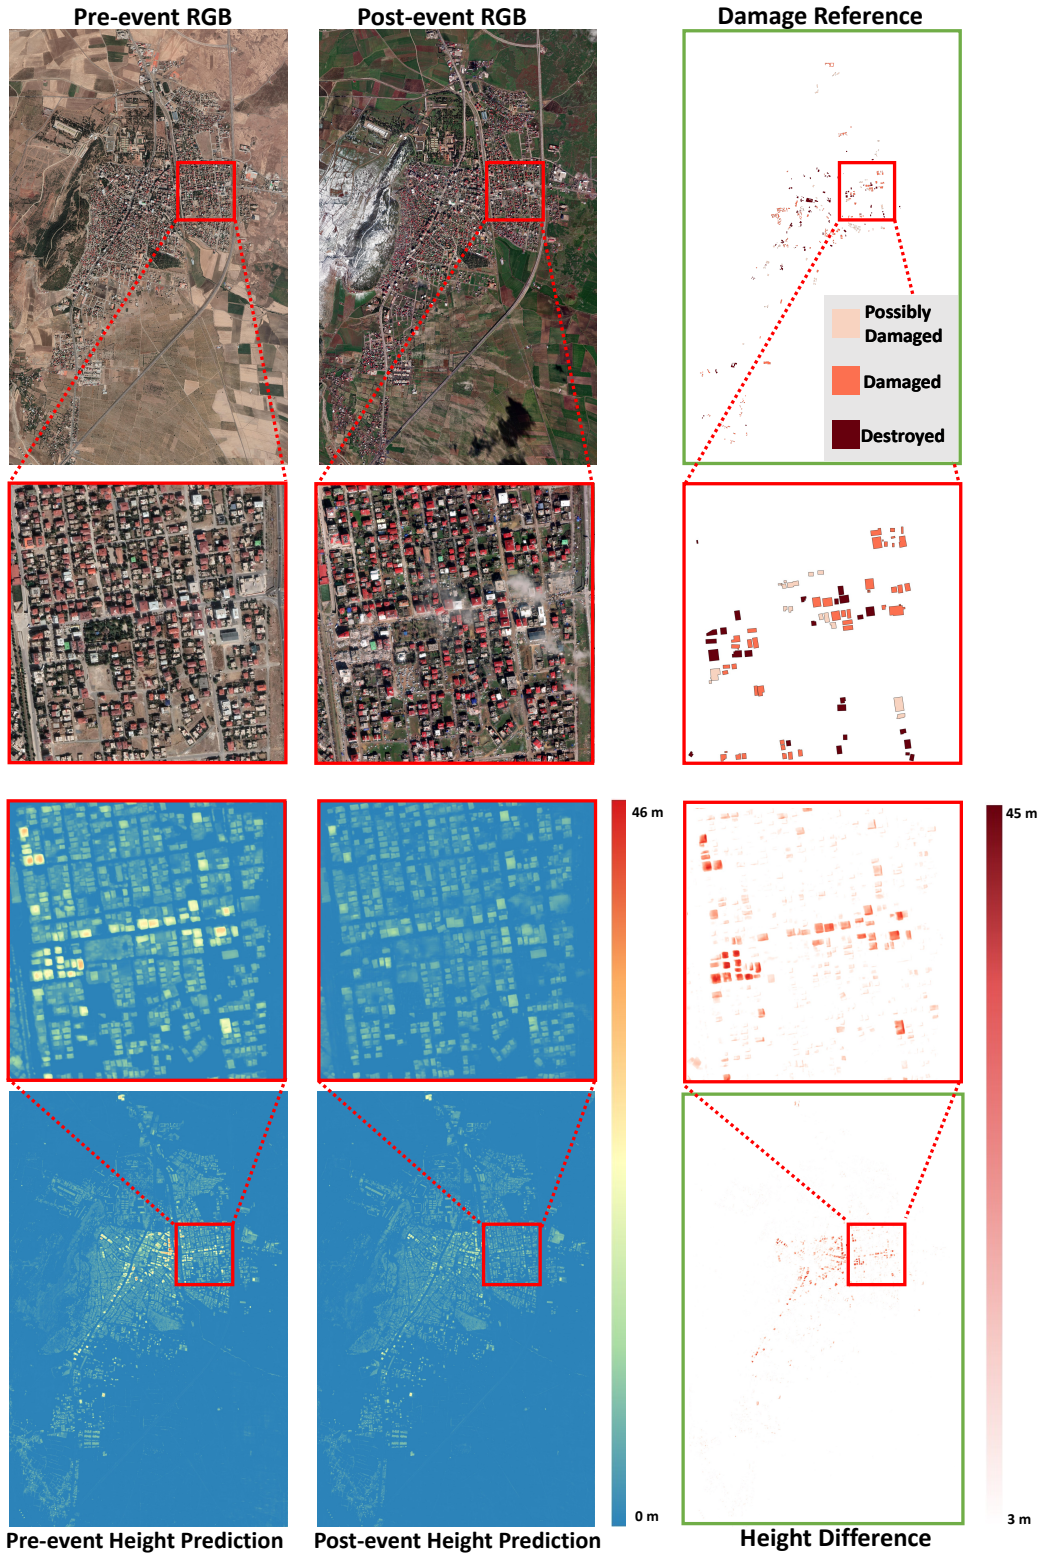 Pre-event RGB
Post-event RGB
Damage Reference
Possibly
Damaged
Damaged
Destroyed
46 m
45 m
0 m
3 m
Pre-event Height Prediction
Post-event Height Prediction
Height Difference